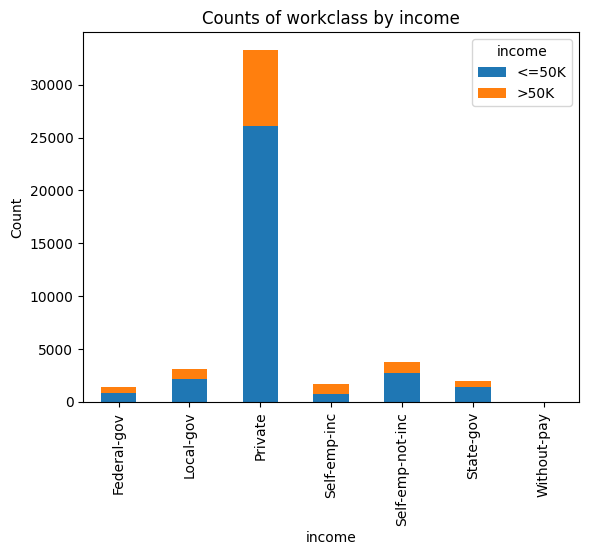 Counts of workclass by income
income
<=50K
>50K
Count
30000
25000
20000
15000
10000
5000
0
Federal-gov
Local-gov
Private
Self-emp-inc
Self-emp-not-inc
State-gov
Without-pay
income